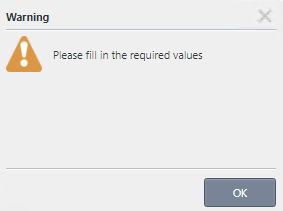 Warning
Please fill in the required values
OK